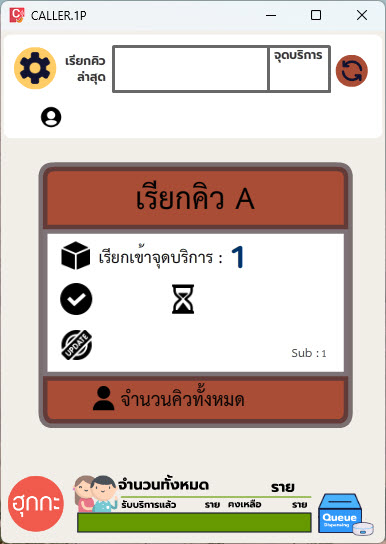 CALLER.1P
เรียกคิว
ล่าสุด
จุดบริการ
เรียกคิว A
เรียกเข้าจุดบริการ : 1
UPDATE
Sub : 1
จำนวนคิวทั้งหมด
ฮุกกะ
จำนวนทั้งหมด ราย
รับบริการแล้ว ราย คงเหลือ ราย
Queue
Dispensing